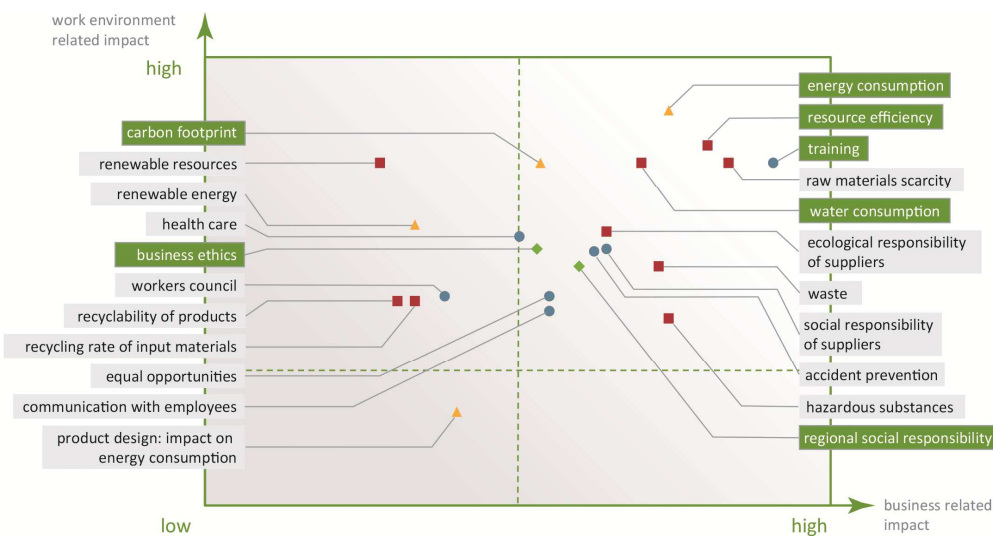 work environment
related impact
high
carbon footprint
renewable resources
renewable energy
health care
business ethics
workers council
recyclability of products
recycling rate of input materials
equal opportunities
communication with employees
product design: impact on
energy consumption
energy consumption
resource efficiency
training
raw materials scarcity
water consumption
ecological responsibility
of suppliers
waste
social responsibility
of suppliers
accident prevention
hazardous substances
regional social responsibility
low
high
business related
impact